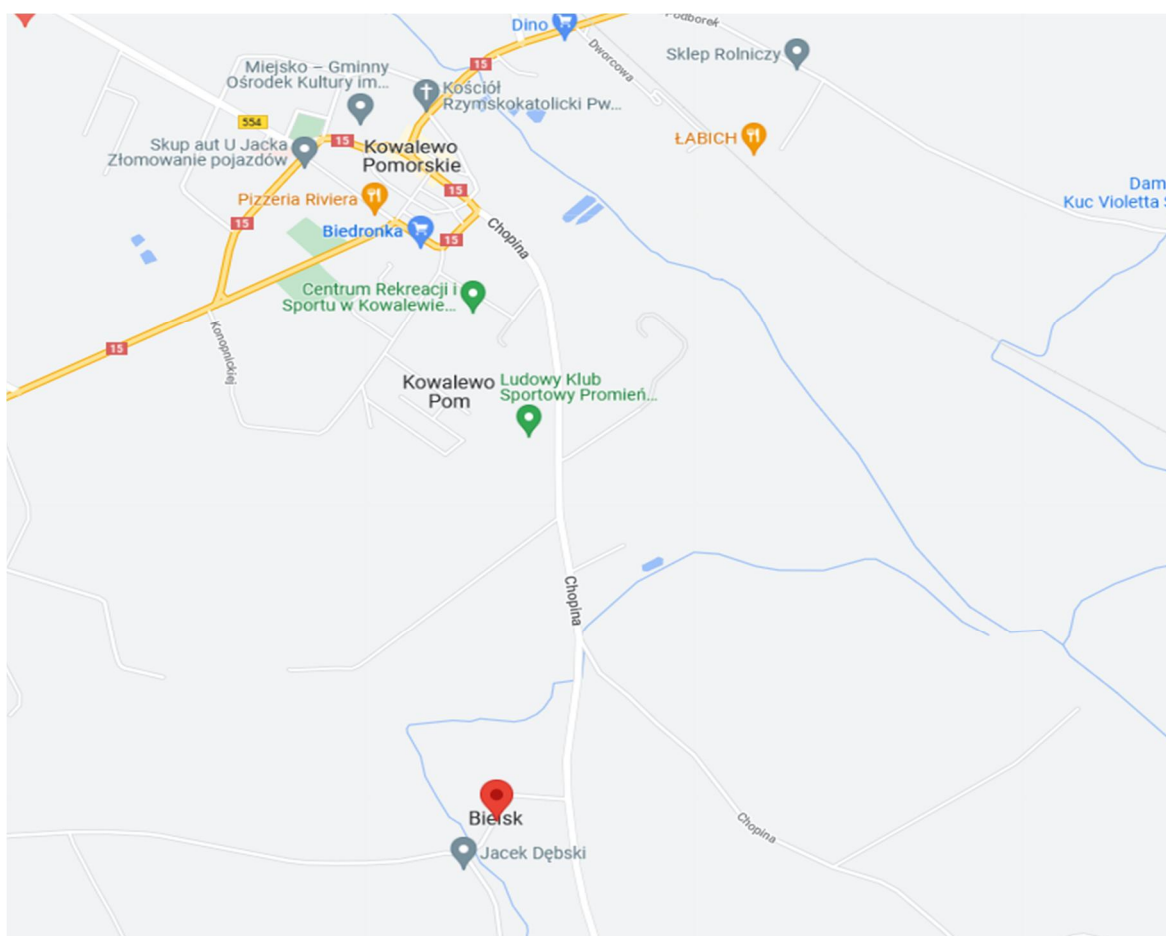 Podborek
Dino
15
Dworcowa
Sklep Rolniczy
Miejsko – Gminny
Ośrodek Kultury im...
Kościół
Rzymskokatolicki Pw...
554
15
Skup aut U Jacka
Złomowanie pojazdów
Kowalewo
Pomorskie
ŁABICH
15
Pizzeria Riviera
Dam
Kuc Violetta S
15
Biedronka
15
Chopina
Centrum Rekreacji i
Sportu w Kowalewie...
15
Konopnickiej
Kowalewo
Pom
Ludowy Klub
Sportowy Promień...
Chopina
Bielsk
Chopina
Jacek Dębski